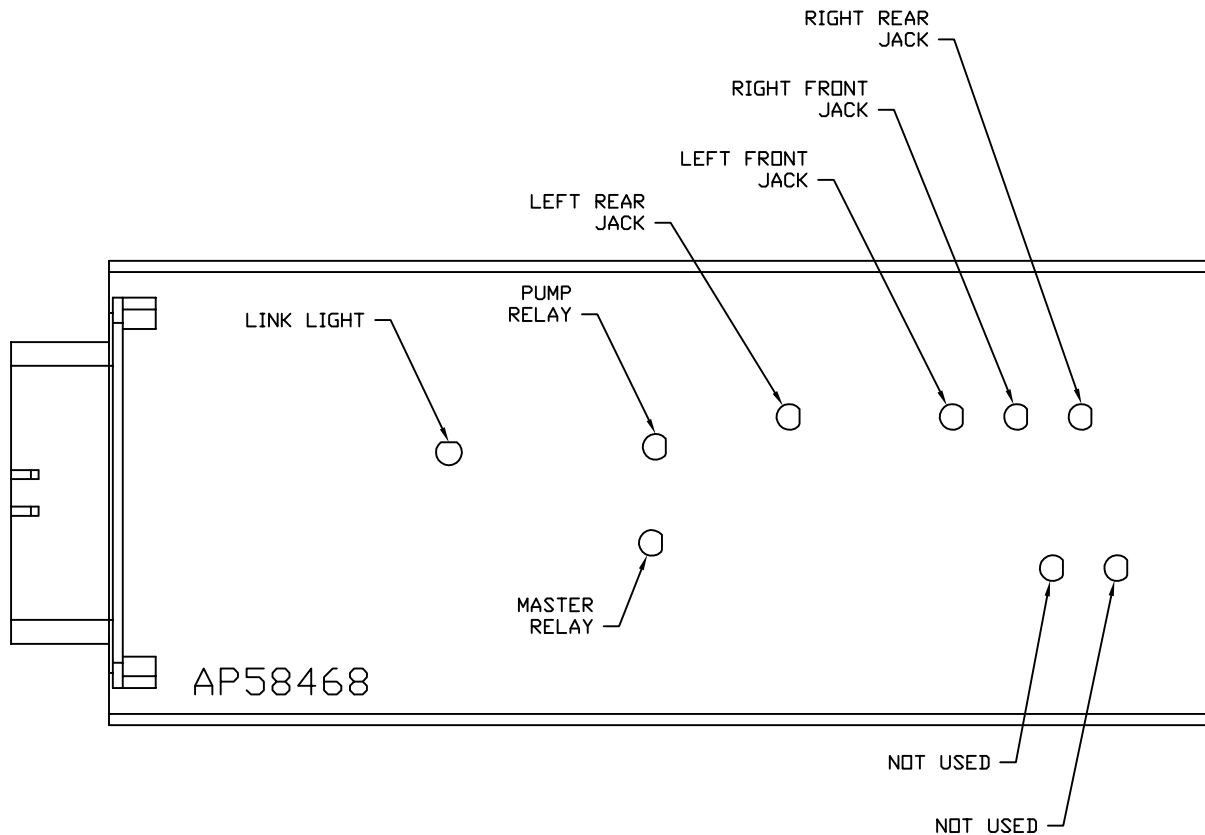 RIGHT REAR
JACK
RIGHT FRONT
JACK
LEFT FRONT
JACK
LEFT REAR
JACK
PUMP
RELAY
LINK LIGHT
MASTER
RELAY
AP58468
NOT USED
NOT USED